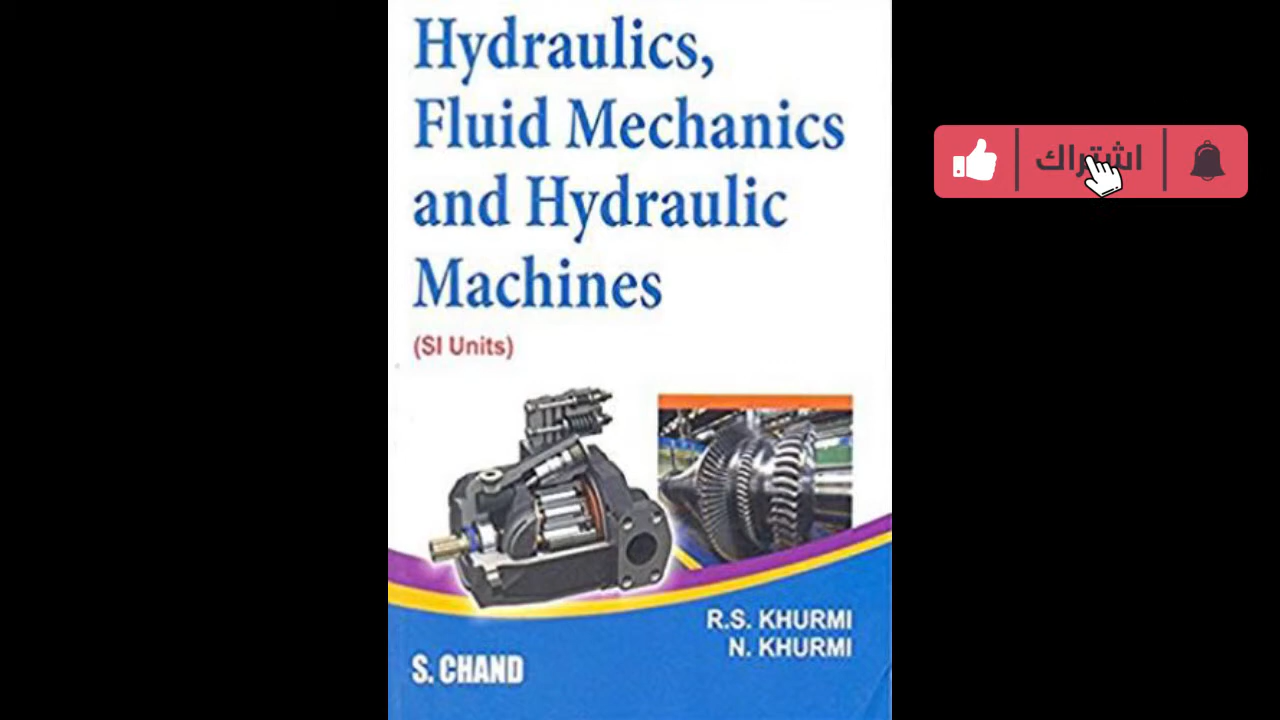 Hydraulics,
Fluid Mechanics
and Hydraulic
Machines
(SI Units)
اشتراك
R.S. KHURMI
N. KHURMI
S. CHAND